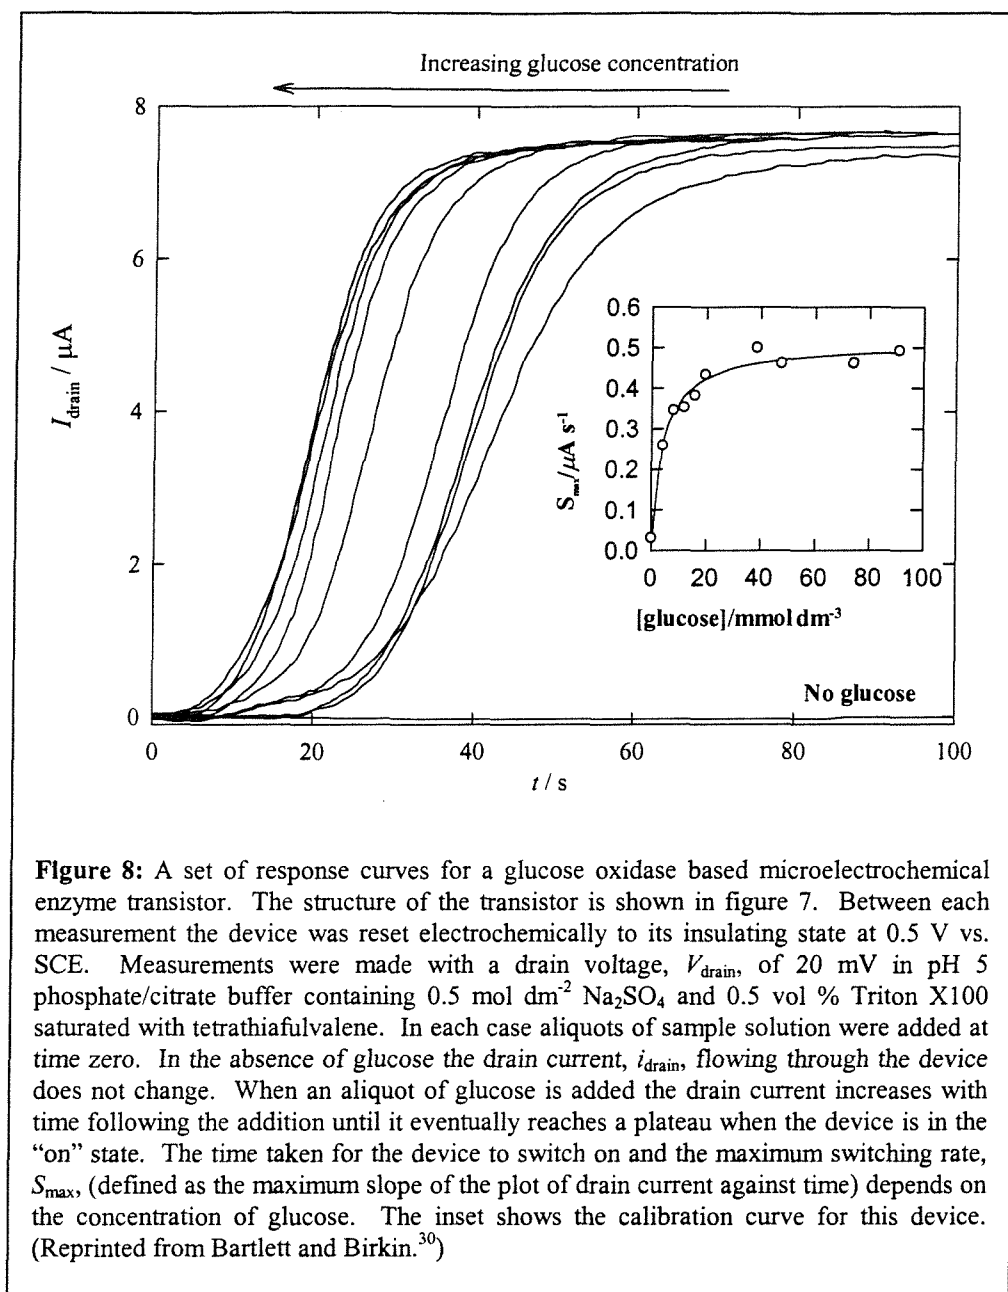 Increasing glucose concentration
8
6
4
2
0
I_drain / μA
0 20 40 60 80 100
t / s
0.6
0.5
0.4
0.3
0.2
0.1
0.0
S_max/μA s⁻¹
0 20 40 60 80 100
[glucose]/mmol dm⁻³
No glucose
Figure 8: A set of response curves for a glucose oxidase based microelectrochemical
enzyme transistor. The structure of the transistor is shown in figure 7. Between each
measurement the device was reset electrochemically to its insulating state at 0.5 V vs.
SCE. Measurements were made with a drain voltage, V_drain, of 20 mV in pH 5
phosphate/citrate buffer containing 0.5 mol dm⁻² Na₂SO₄ and 0.5 vol % Triton X100
saturated with tetrathiafulvalene. In each case aliquots of sample solution were added at
time zero. In the absence of glucose the drain current, i_drain, flowing through the device
does not change. When an aliquot of glucose is added the drain current increases with
time following the addition until it eventually reaches a plateau when the device is in the
“on” state. The time taken for the device to switch on and the maximum switching rate,
S_max, (defined as the maximum slope of the plot of drain current against time) depends on
the concentration of glucose. The inset shows the calibration curve for this device.
(Reprinted from Bartlett and Birkin.³⁰)